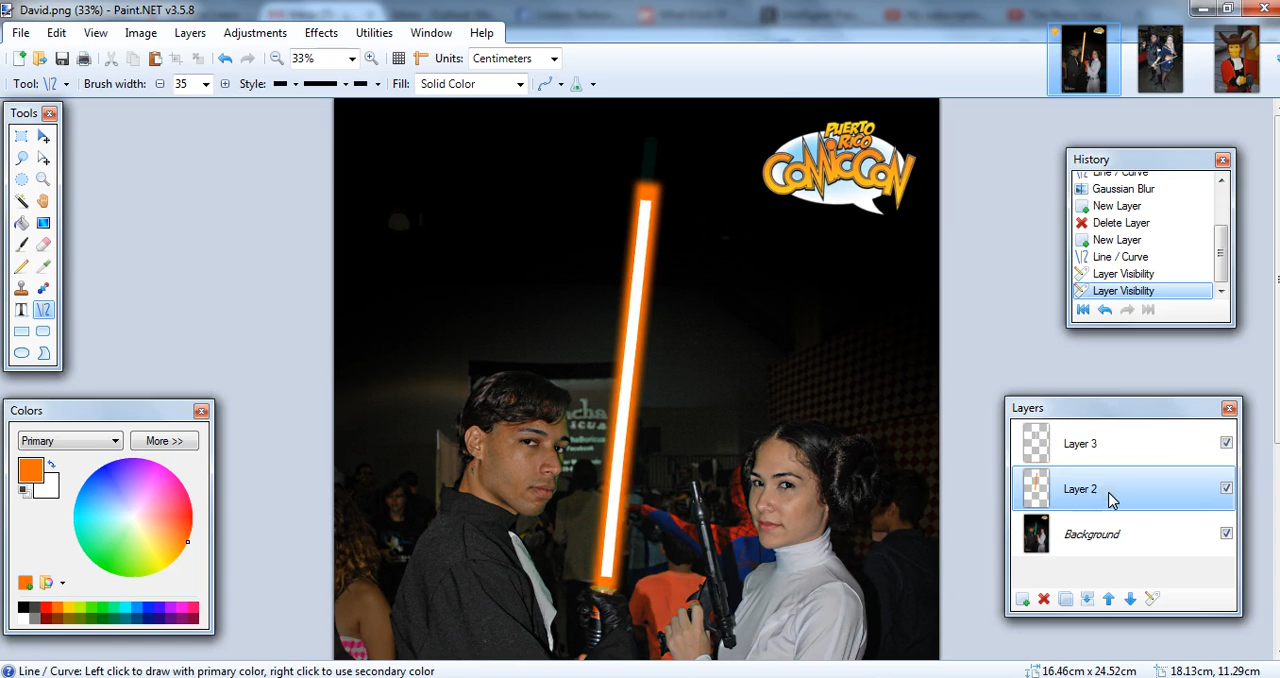 David.png (33%) - Paint.NET v3.5.8
File Edit View Image Layers Adjustments Effects Utilities Window Help
33% Units: Centimeters
Tool: Brush width: 35 Style: Fill: Solid Color
Tools
PUERTO
RICO
COMIC CON
History
Line / Curve
Gaussian Blur
New Layer
Delete Layer
New Layer
Line / Curve
Layer Visibility
Layer Visibility
Colors
Primary More >>
Layers
Layer 3
Layer 2
Background
Line / Curve: Left click to draw with primary color, right click to use secondary color 16.46cm x 24.52cm 18.13cm, 11.29cm